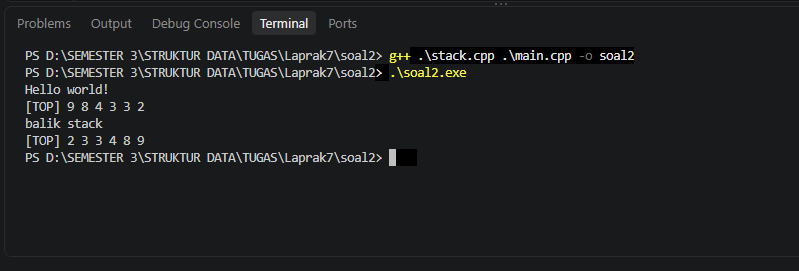 Problems Output Debug Console Terminal Ports
PS D:\SEMESTER 3\STRUKTUR DATA\TUGAS\Laprak7\soal2> g++ .\stack.cpp .\main.cpp -o soal2
PS D:\SEMESTER 3\STRUKTUR DATA\TUGAS\Laprak7\soal2> .\soal2.exe
Hello world!
[TOP] 9 8 4 3 3 2
balik stack
[TOP] 2 3 3 4 8 9
PS D:\SEMESTER 3\STRUKTUR DATA\TUGAS\Laprak7\soal2>